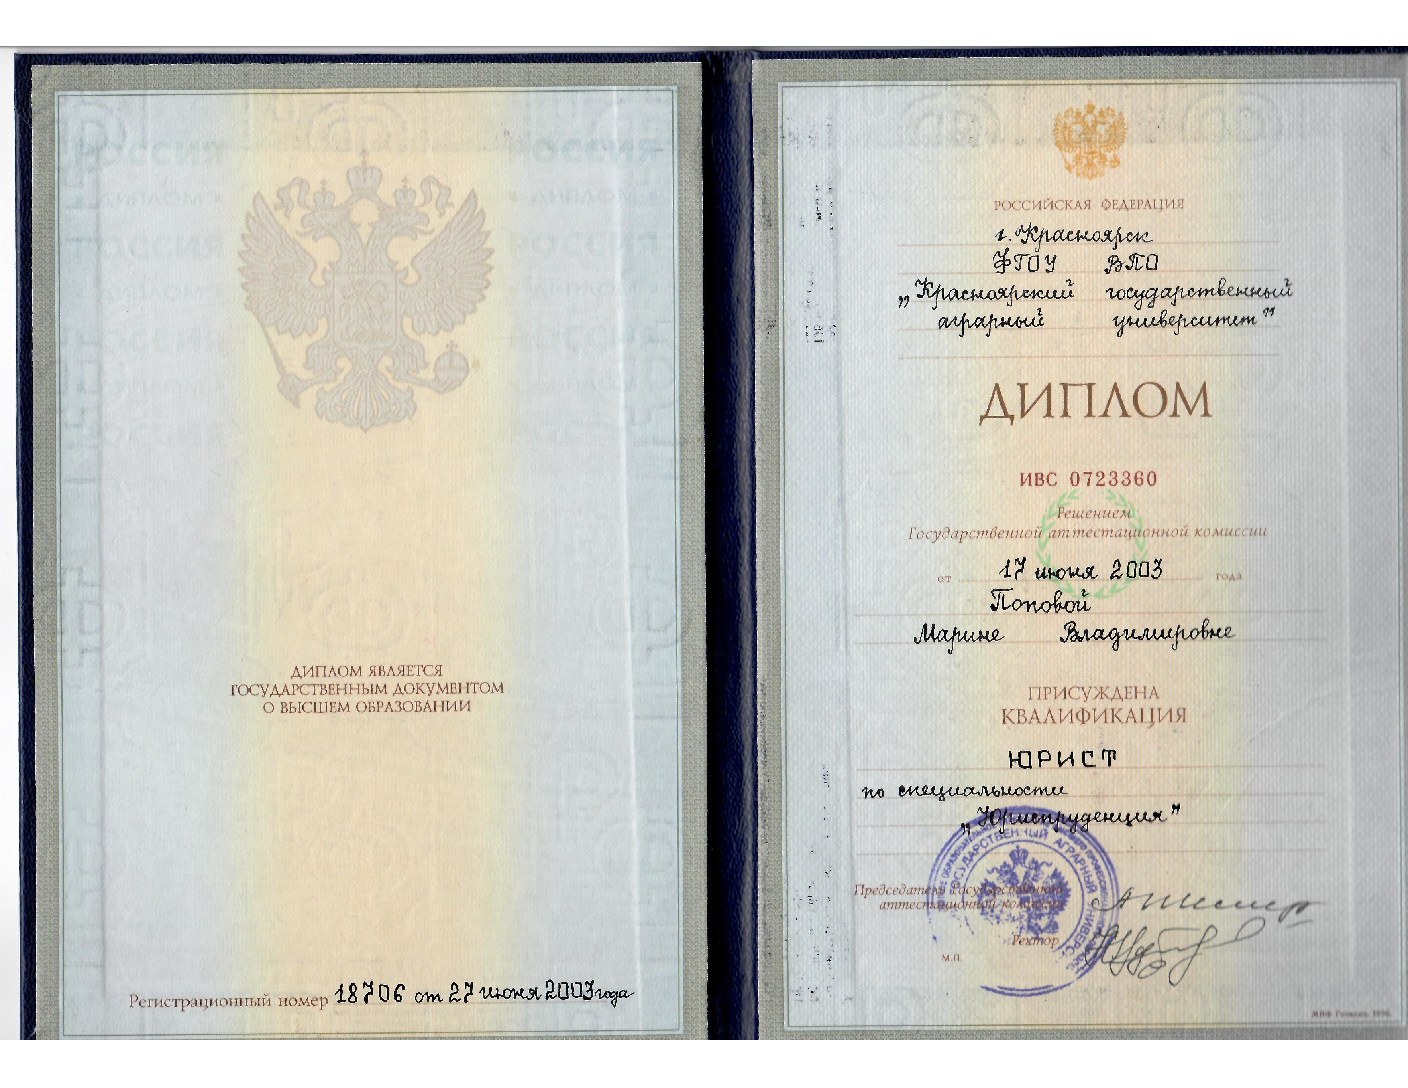 ДИПЛОМ ЯВЛЯЕТСЯ
ГОСУДАРСТВЕННЫМ ДОКУМЕНТОМ
О ВЫСШЕМ ОБРАЗОВАНИИ
Регистрационный номер 18706 от 27 июня 2003 года
РОССИЙСКАЯ ФЕДЕРАЦИЯ
г. Красноярск
ФГОУ ВПО
„Красноярский государственный
аграрный университет”
ДИПЛОМ
ИВС 0723360
Решением
Государственной аттестационной комиссии
от 17 июня 2003 года
Поповой
Марине Владимировне
ПРИСУЖДЕНА
КВАЛИФИКАЦИЯ
ЮРИСТ
по специальности
„Юриспруденция”
Председатель Государственной
аттестационной комиссии
Ректор
М.П.
ГОСУДАРСТВЕННЫЙ АГРАРНЫЙ